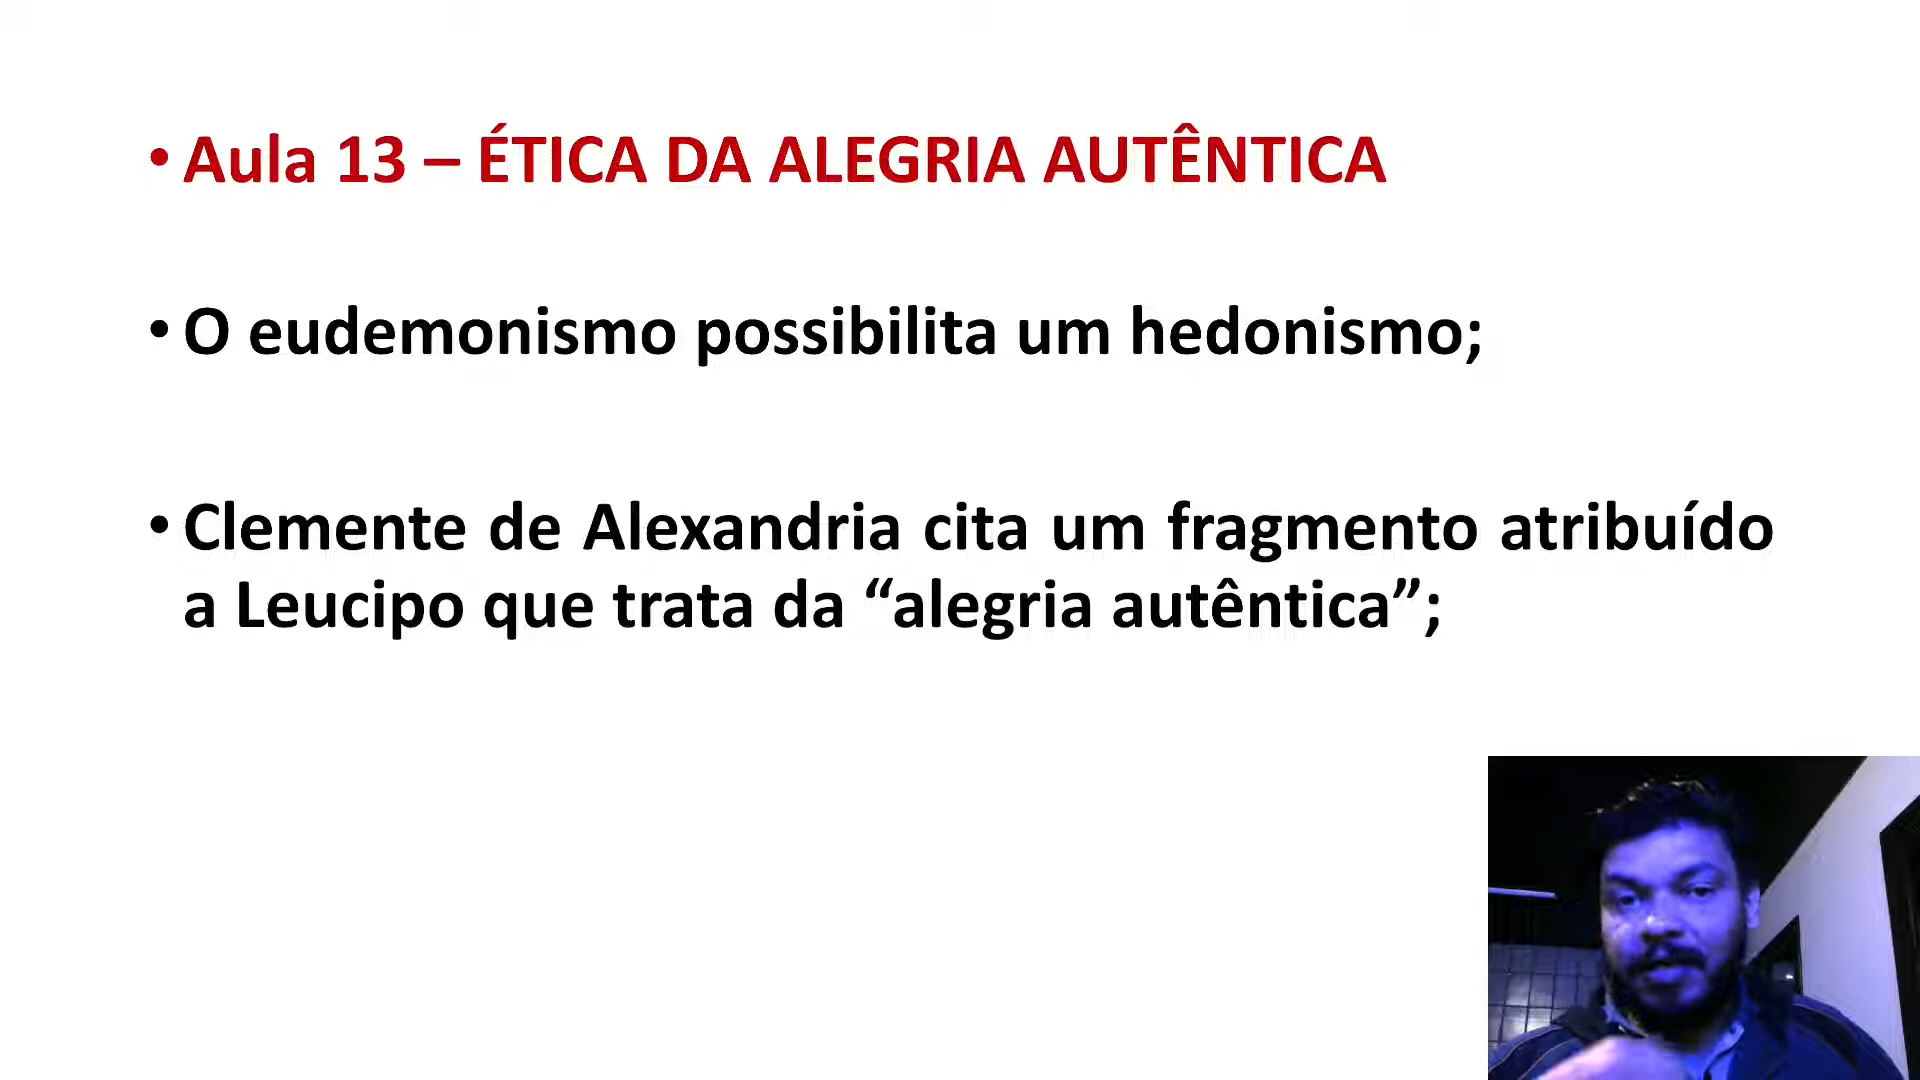 • Aula 13 – ÉTICA DA ALEGRIA AUTÊNTICA
• O eudemonismo possibilita um hedonismo;
• Clemente de Alexandria cita um fragmento atribuído
a Leucipo que trata da “alegria autêntica”;